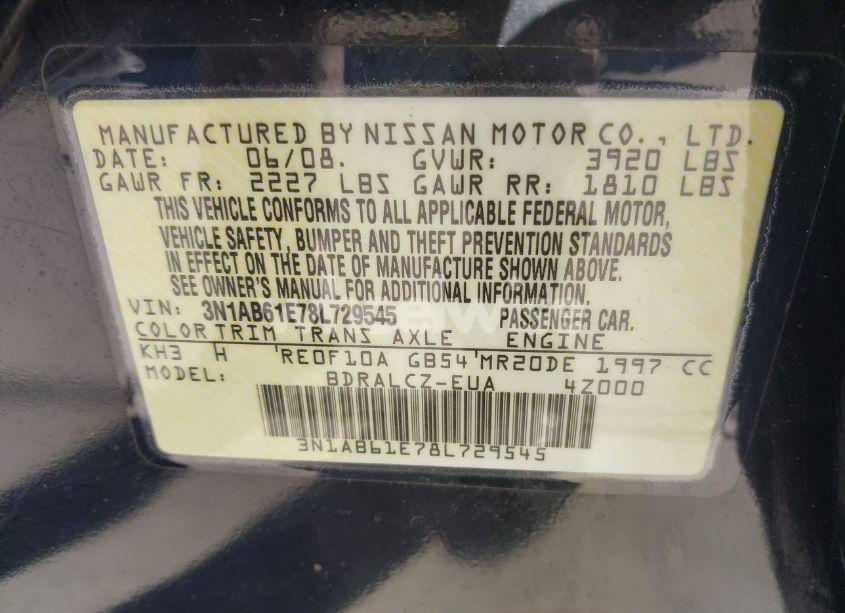 MANUFACTURED BY NISSAN MOTOR CO., LTD.
DATE: 06/08. GVWR: 3920 LBS
GAWR FR: 2227 LBS GAWR RR: 1810 LBS
THIS VEHICLE CONFORMS TO ALL APPLICABLE FEDERAL MOTOR,
VEHICLE SAFETY, BUMPER AND THEFT PREVENTION STANDARDS
IN EFFECT ON THE DATE OF MANUFACTURE SHOWN ABOVE.
SEE OWNER'S MANUAL FOR ADDITIONAL INFORMATION.
VIN: 3N1AB61E78L729545 PASSENGER CAR.
COLOR TRIM TRANS AXLE ENGINE
KH3 H RE0F10A GB54 MR20DE 1997 CC
MODEL: BDRALCZ-EUA 4Z000
3N1AB61E78L729545